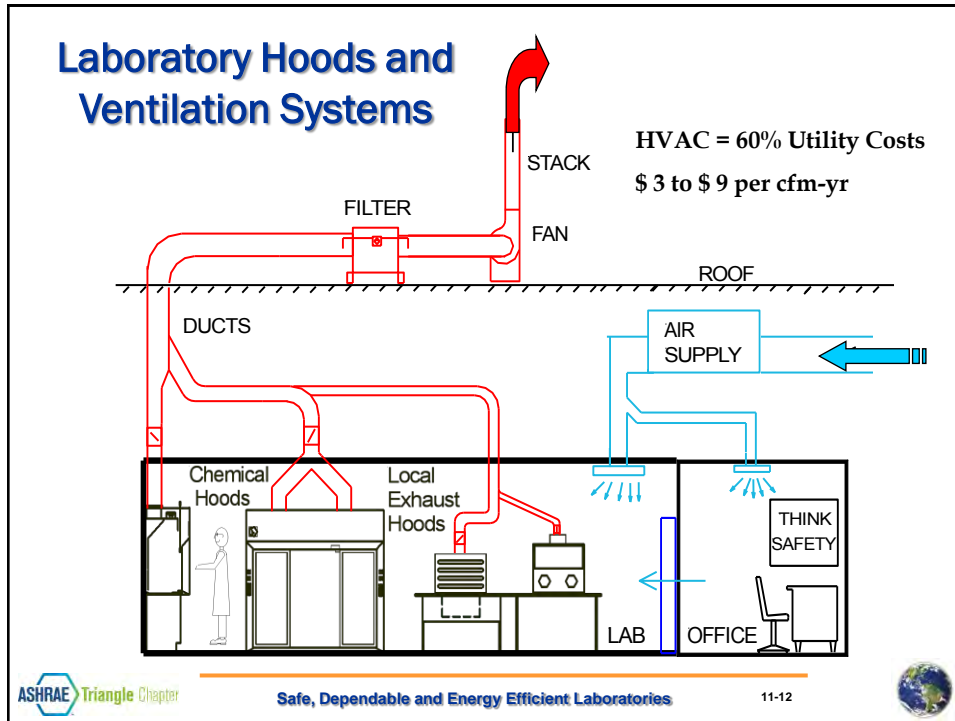 Laboratory Hoods and
Ventilation Systems
HVAC = 60% Utility Costs
$ 3 to $ 9 per cfm-yr
STACK
FILTER
FAN
ROOF
DUCTS
AIR
SUPPLY
Chemical
Hoods
Local
Exhaust
Hoods
THINK
SAFETY
LAB
OFFICE
ASHRAE Triangle Chapter
Safe, Dependable and Energy Efficient Laboratories
11-12